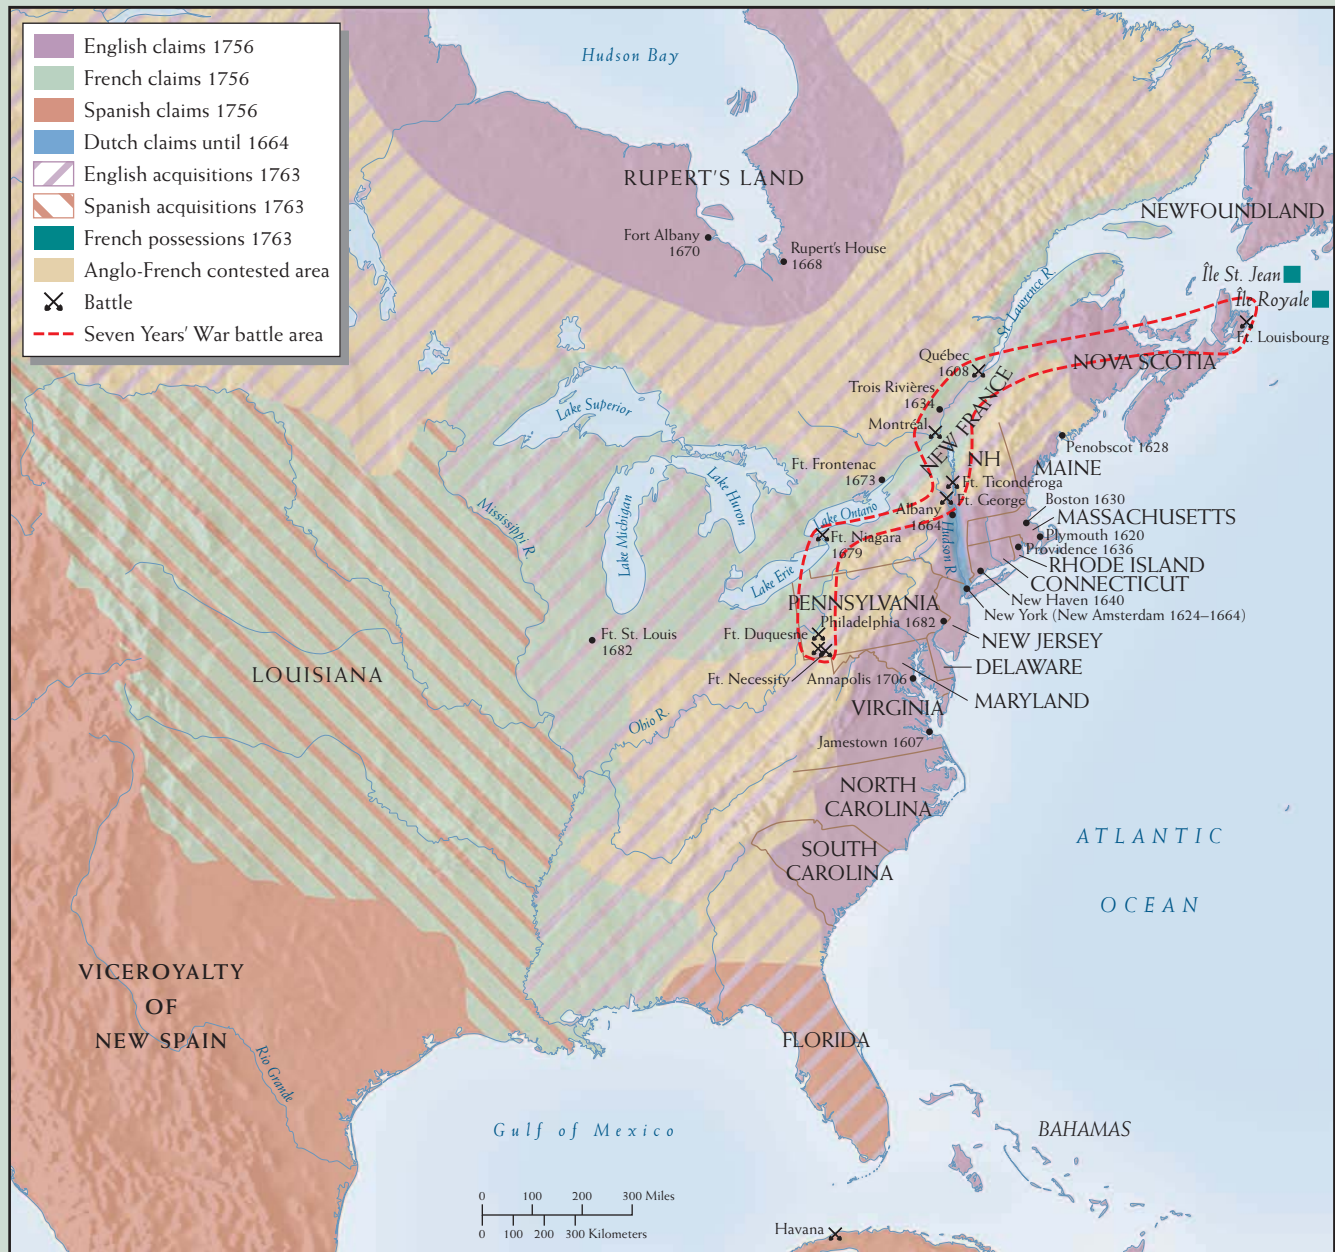 English claims 1756
French claims 1756
Spanish claims 1756
Dutch claims until 1664
English acquisitions 1763
Spanish acquisitions 1763
French possessions 1763
Anglo-French contested area
Battle
Seven Years' War battle area
Hudson Bay
RUPERT'S LAND
Fort Albany
1670
Rupert's House
1668
NEWFOUNDLAND
Île St. Jean
Île Royale
Ft. Louisbourg
St. Lawrence R.
NOVA SCOTIA
Québec
1608
Trois Rivières
1634
Montréal
NEW FRANCE
Lake Superior
Lake Michigan
Lake Huron
Mississippi R.
Ft. Frontenac
1673
Lake Ontario
NH
Penobscot 1628
MAINE
Ft. Ticonderoga
Ft. George
Albany
1664
Hudson R.
Boston 1630
MASSACHUSETTS
Plymouth 1620
Providence 1636
RHODE ISLAND
CONNECTICUT
New Haven 1640
New York (New Amsterdam 1624–1664)
Ft. Niagara
1679
Lake Erie
PENNSYLVANIA
Philadelphia 1682
Ft. Duquesne
NEW JERSEY
DELAWARE
Ft. St. Louis
1682
Ft. Necessity
Annapolis 1706
MARYLAND
LOUISIANA
Ohio R.
VIRGINIA
Jamestown 1607
NORTH
CAROLINA
SOUTH
CAROLINA
ATLANTIC
OCEAN
VICEROYALTY
OF
NEW SPAIN
Rio Grande
FLORIDA
Gulf of Mexico
BAHAMAS
0 100 200 300 Miles
0 100 200 300 Kilometers
Havana